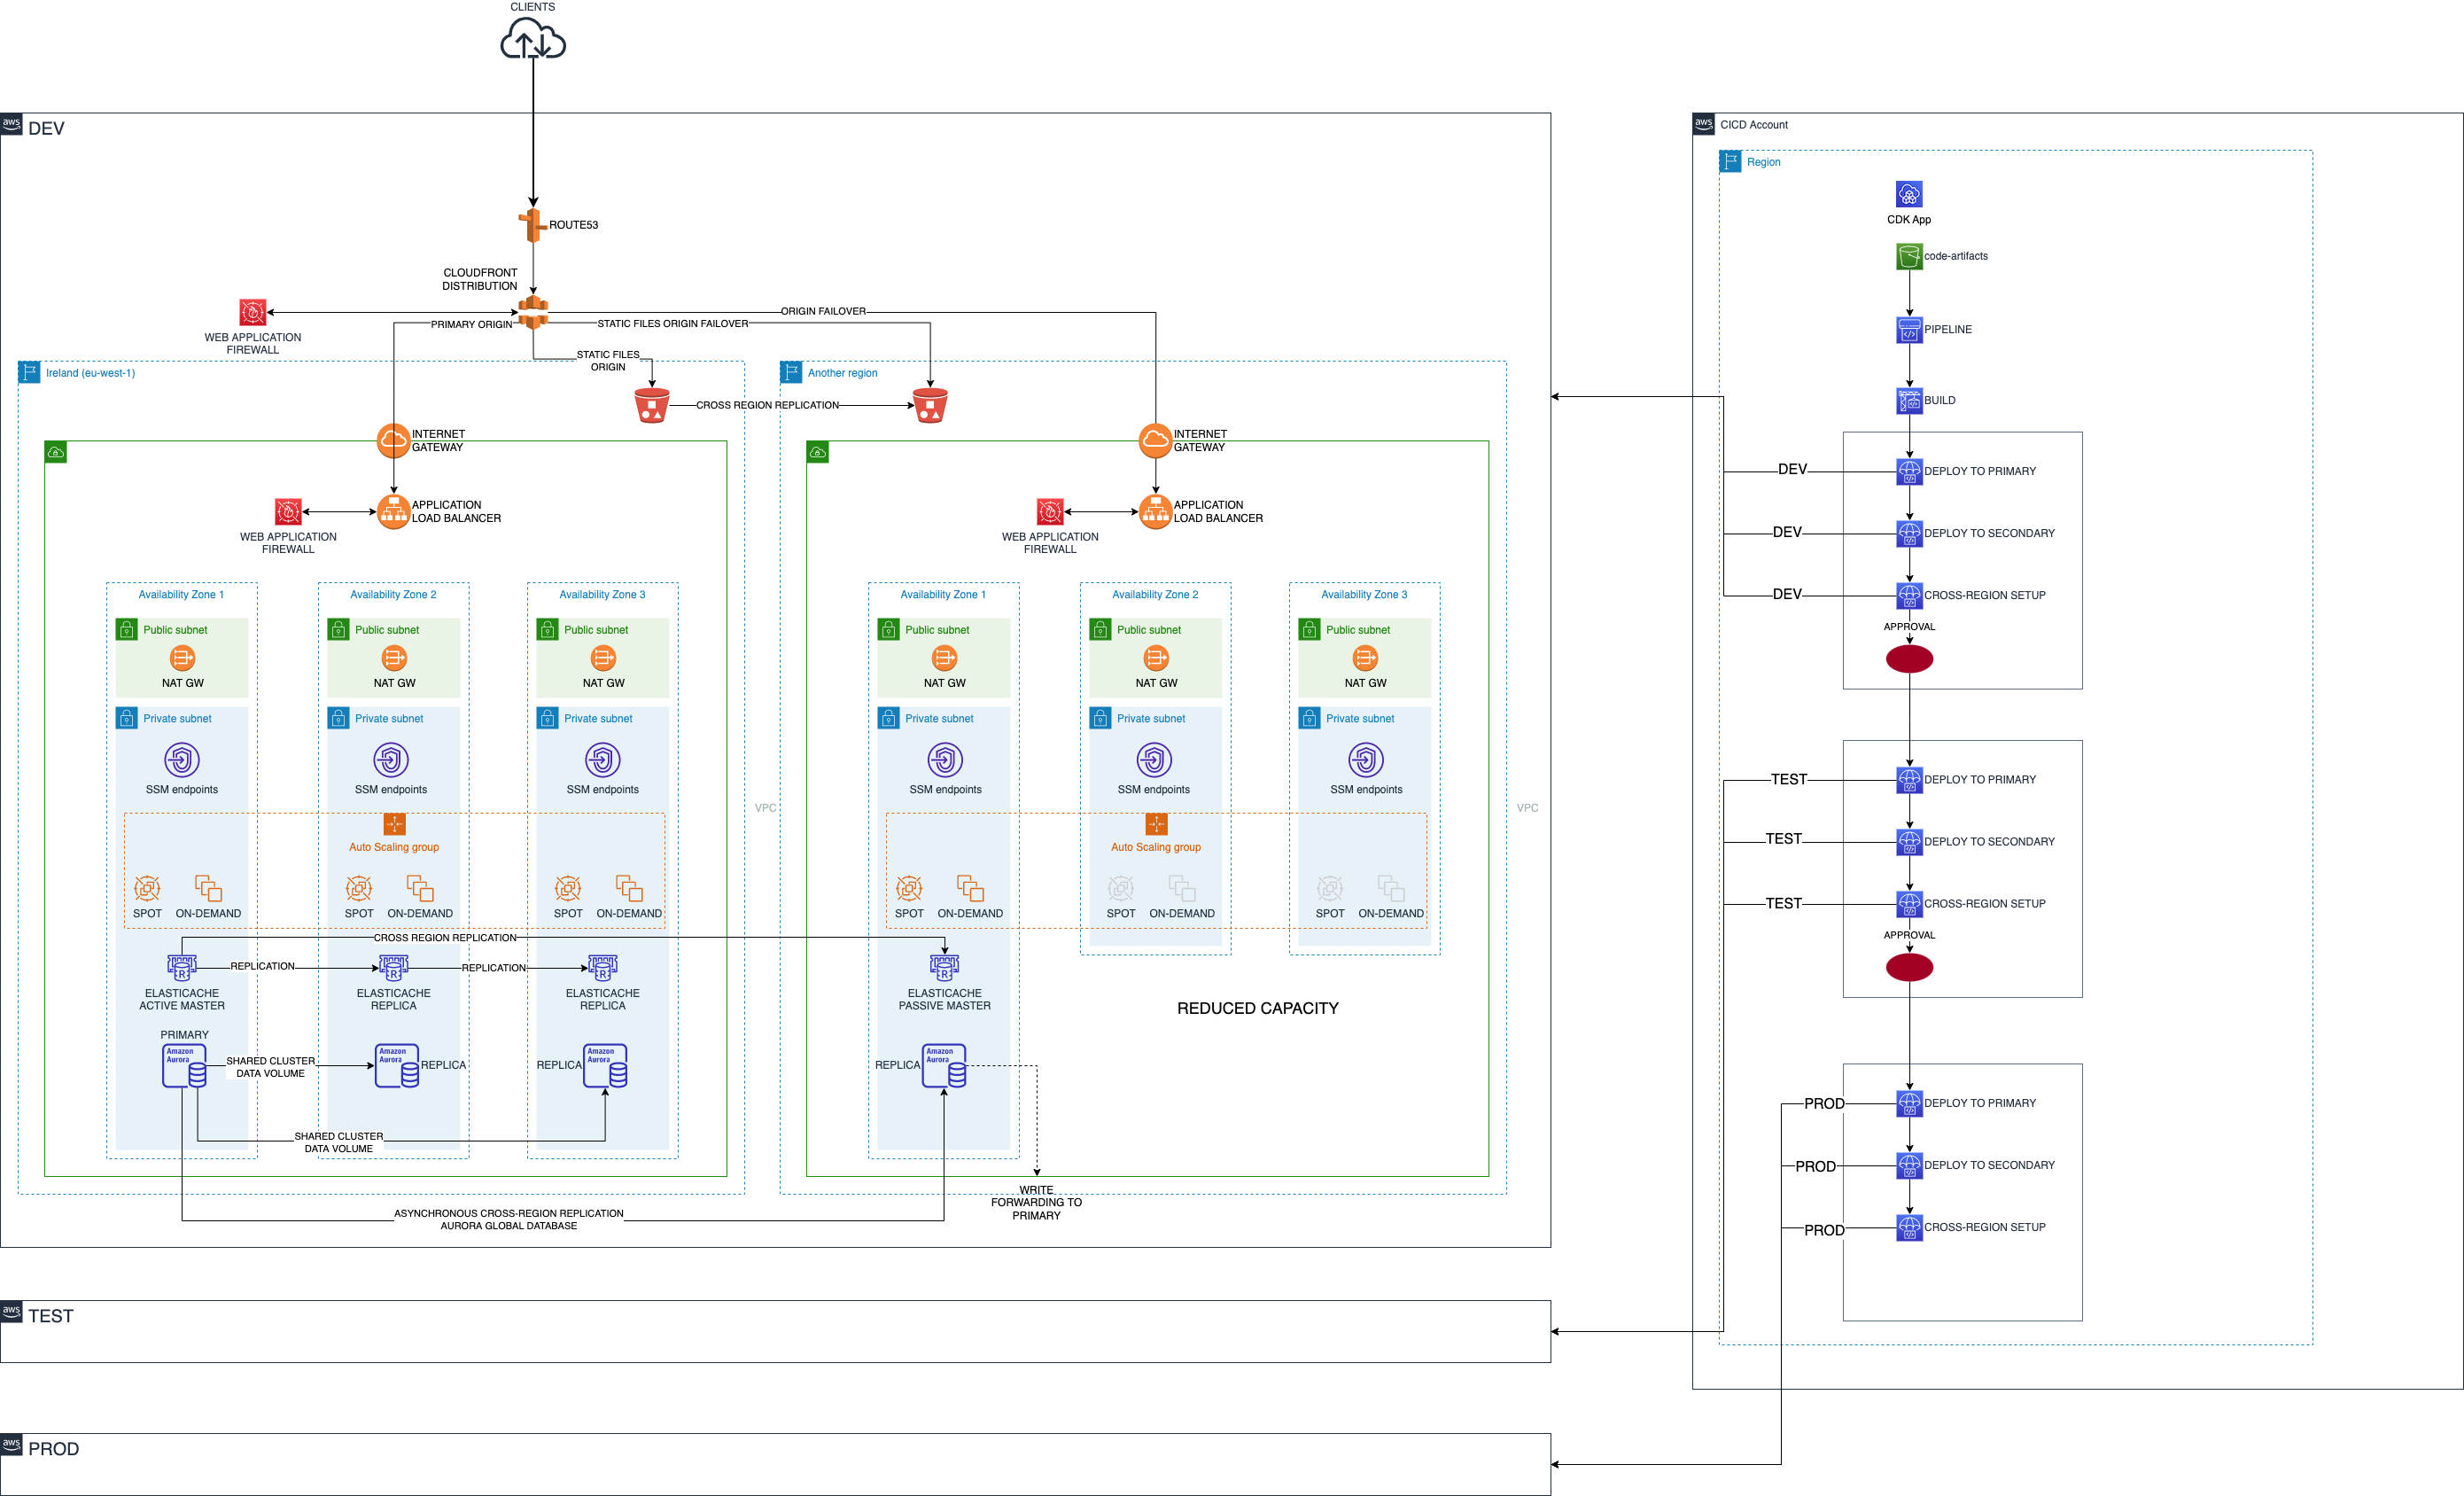 CLIENTS
aws
DEV
ROUTE53
CLOUDFRONT
DISTRIBUTION
WEB APPLICATION
FIREWALL
PRIMARY ORIGIN
ORIGIN FAILOVER
STATIC FILES ORIGIN FAILOVER
STATIC FILES
ORIGIN
Ireland (eu-west-1)
CROSS REGION REPLICATION
INTERNET
GATEWAY
APPLICATION
LOAD BALANCER
WEB APPLICATION
FIREWALL
Availability Zone 1
Public subnet
NAT GW
Private subnet
SSM endpoints
Availability Zone 2
Public subnet
NAT GW
Private subnet
SSM endpoints
Availability Zone 3
Public subnet
NAT GW
Private subnet
SSM endpoints
VPC
Auto Scaling group
SPOT
ON-DEMAND
SPOT
ON-DEMAND
SPOT
ON-DEMAND
CROSS REGION REPLICATION
R
REPLICATION
R
REPLICATION
R
ELASTICACHE
ACTIVE MASTER
ELASTICACHE
REPLICA
ELASTICACHE
REPLICA
PRIMARY
Amazon
Aurora
SHARED CLUSTER
DATA VOLUME
Amazon
Aurora
REPLICA
REPLICA
Amazon
Aurora
SHARED CLUSTER
DATA VOLUME
ASYNCHRONOUS CROSS-REGION REPLICATION
AURORA GLOBAL DATABASE
Another region
INTERNET
GATEWAY
APPLICATION
LOAD BALANCER
WEB APPLICATION
FIREWALL
Availability Zone 1
Public subnet
NAT GW
Private subnet
SSM endpoints
Availability Zone 2
Public subnet
NAT GW
Private subnet
SSM endpoints
Availability Zone 3
Public subnet
NAT GW
Private subnet
SSM endpoints
VPC
Auto Scaling group
SPOT
ON-DEMAND
SPOT
ON-DEMAND
SPOT
ON-DEMAND
R
ELASTICACHE
PASSIVE MASTER
REDUCED CAPACITY
REPLICA
Amazon
Aurora
WRITE
FORWARDING TO
PRIMARY
aws
TEST
aws
PROD
aws
CICD Account
Region
CDK App
code-artifacts
PIPELINE
BUILD
DEV
DEPLOY TO PRIMARY
DEV
DEPLOY TO SECONDARY
DEV
CROSS-REGION SETUP
APPROVAL
TEST
DEPLOY TO PRIMARY
TEST
DEPLOY TO SECONDARY
TEST
CROSS-REGION SETUP
APPROVAL
PROD
DEPLOY TO PRIMARY
PROD
DEPLOY TO SECONDARY
PROD
CROSS-REGION SETUP